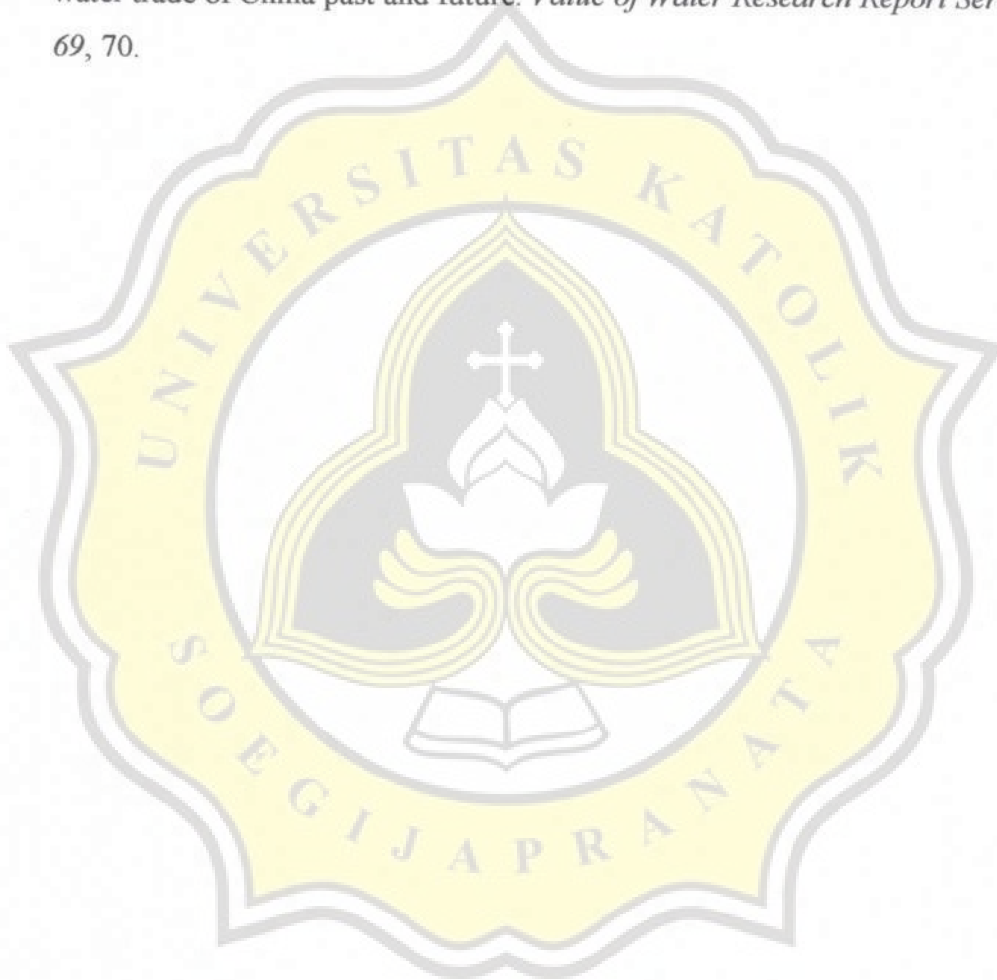 water trade of China past and future. Value of Water Research Report Ser
69, 70.
UNIVERSITAS KATOLIK
SOEGIJAPRANATA